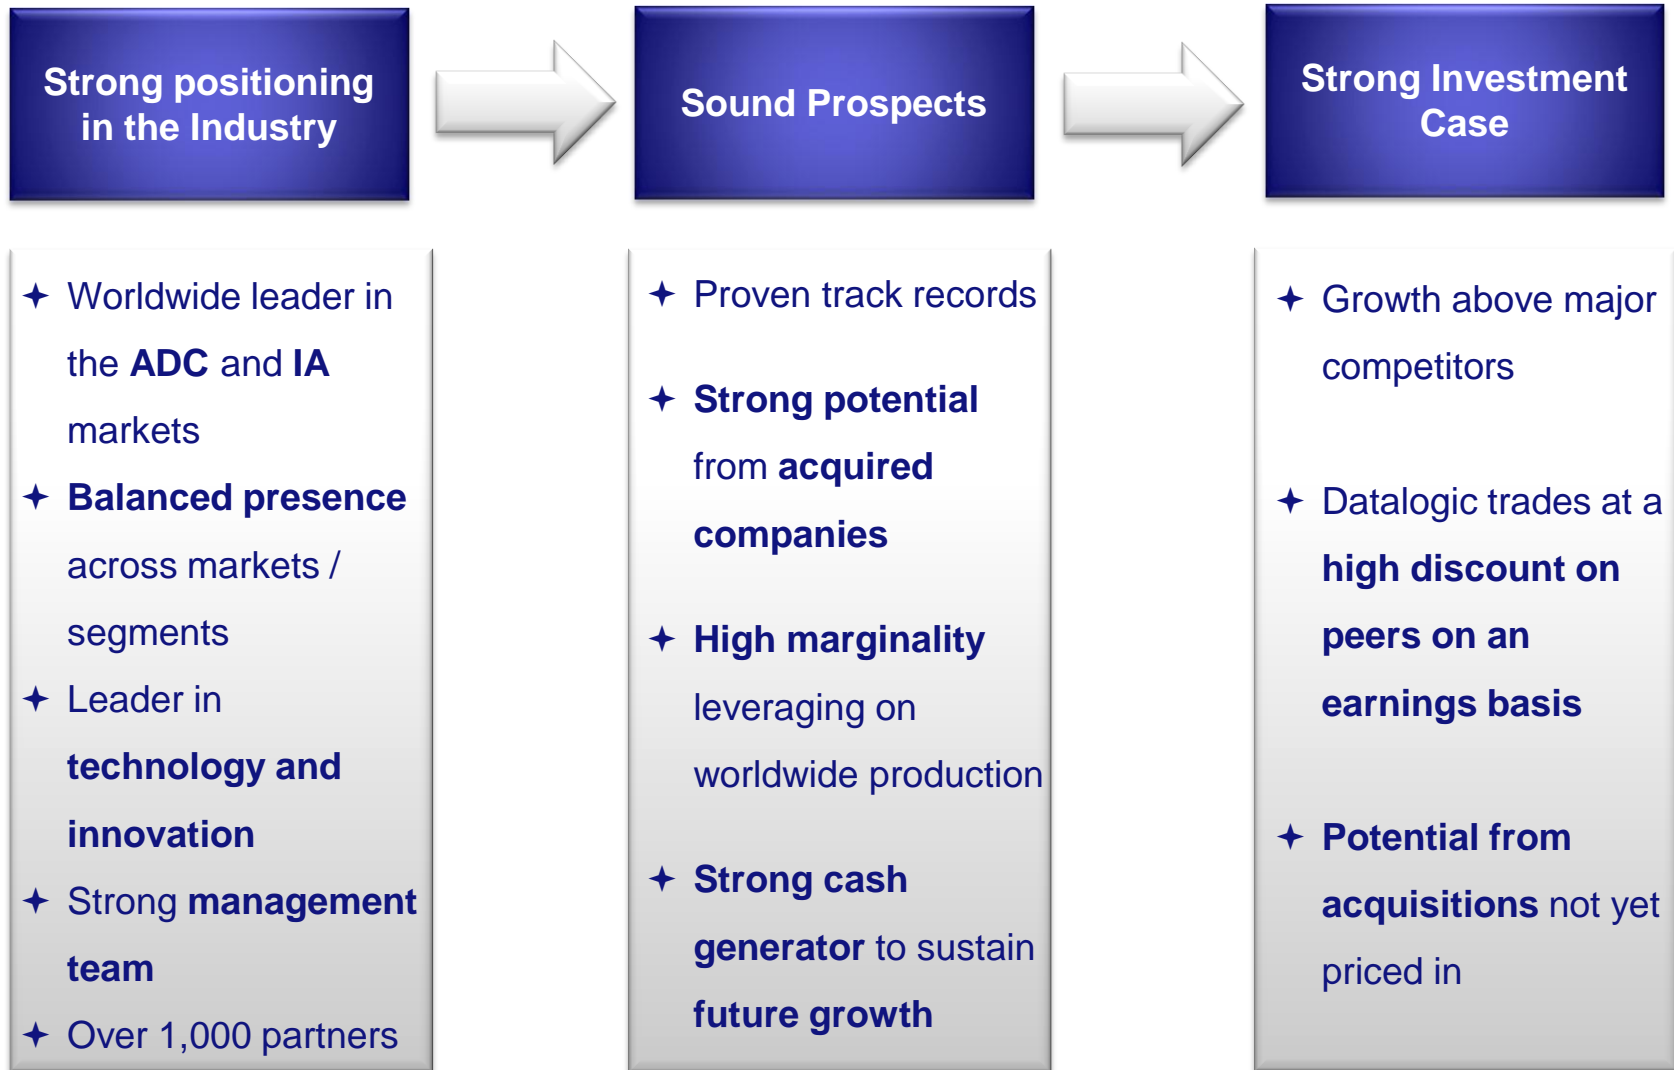 Strong positioning
in the Industry
Sound Prospects
Strong Investment
Case
Worldwide leader in
the ADC and IA
markets
Balanced presence
across markets /
segments
Leader in
technology and
innovation
Strong management
team
Over 1,000 partners
Proven track records
Strong potential
from acquired
companies
High marginality
leveraging on
worldwide production
Strong cash
generator to sustain
future growth
Growth above major
competitors
Datalogic trades at a
high discount on
peers on an
earnings basis
Potential from
acquisitions not yet
priced in